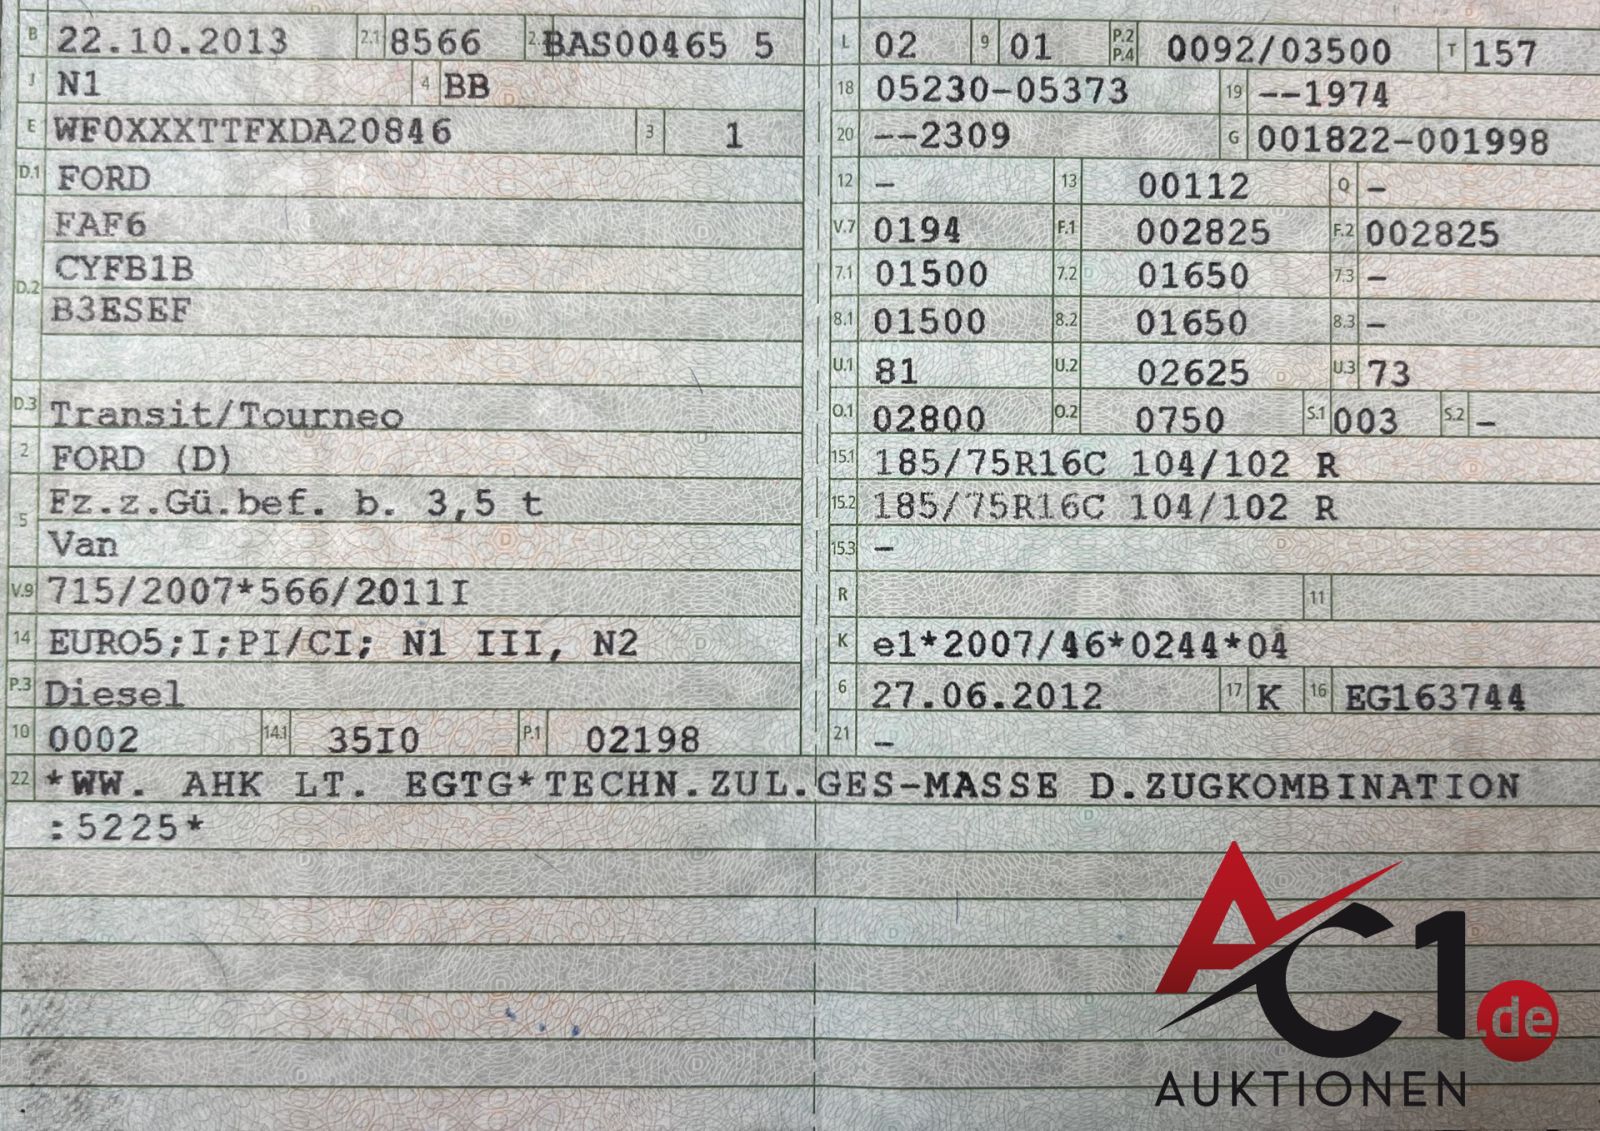 B 22.10.2013 2.1 8566 2. BAS00465 5
J N1 4 BB
E WF0XXXTTFXDA20846 3 1
D.1 FORD
FAF6
D.2 CYFB1B
B3ESEF
D.3 Transit/Tourneo
2 FORD (D)
5 Fz.z.Gü.bef. b. 3,5 t
Van
V.9 715/2007*566/2011I
14 EURO5;I;PI/CI; N1 III, N2
P.3 Diesel
10 0002 14.1 35I0 P.1 02198
L 02 9 01 P.2 P.4 0092/03500 T 157
18 05230-05373 19 --1974
20 --2309 G 001822-001998
12 - 13 00112 Q -
V.7 0194 F.1 002825 F.2 002825
7.1 01500 7.2 01650 7.3 -
8.1 01500 8.2 01650 8.3 -
U.1 81 U.2 02625 U.3 73
O.1 02800 O.2 0750 S.1 003 S.2 -
15.1 185/75R16C 104/102 R
15.2 185/75R16C 104/102 R
15.3 -
R 11
K e1*2007/46*0244*04
6 27.06.2012 17 K 16 EG163744
21 -
22 *WW. AHK LT. EGTG*TECHN.ZUL.GES-MASSE D.ZUGKOMBINATION
:5225*
AC1.de
AUKTIONEN